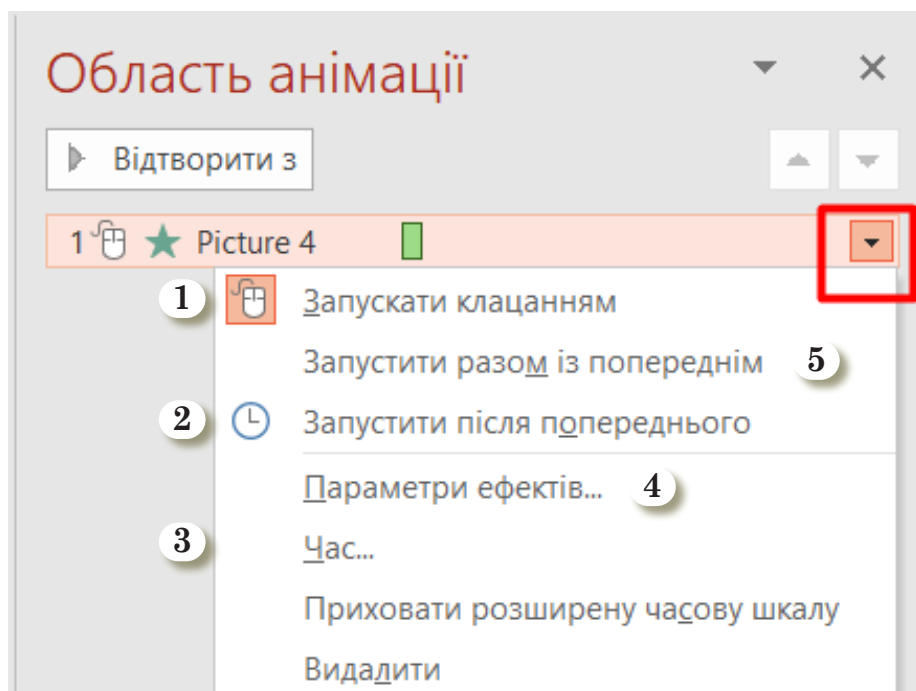 Область анімації
Відтворити з
1 Picture 4
1 Запускати клацанням
Запустити разом із попереднім 5
2 Запустити після попереднього
Параметри ефектів... 4
3 Час...
Приховати розширену часову шкалу
Видалити